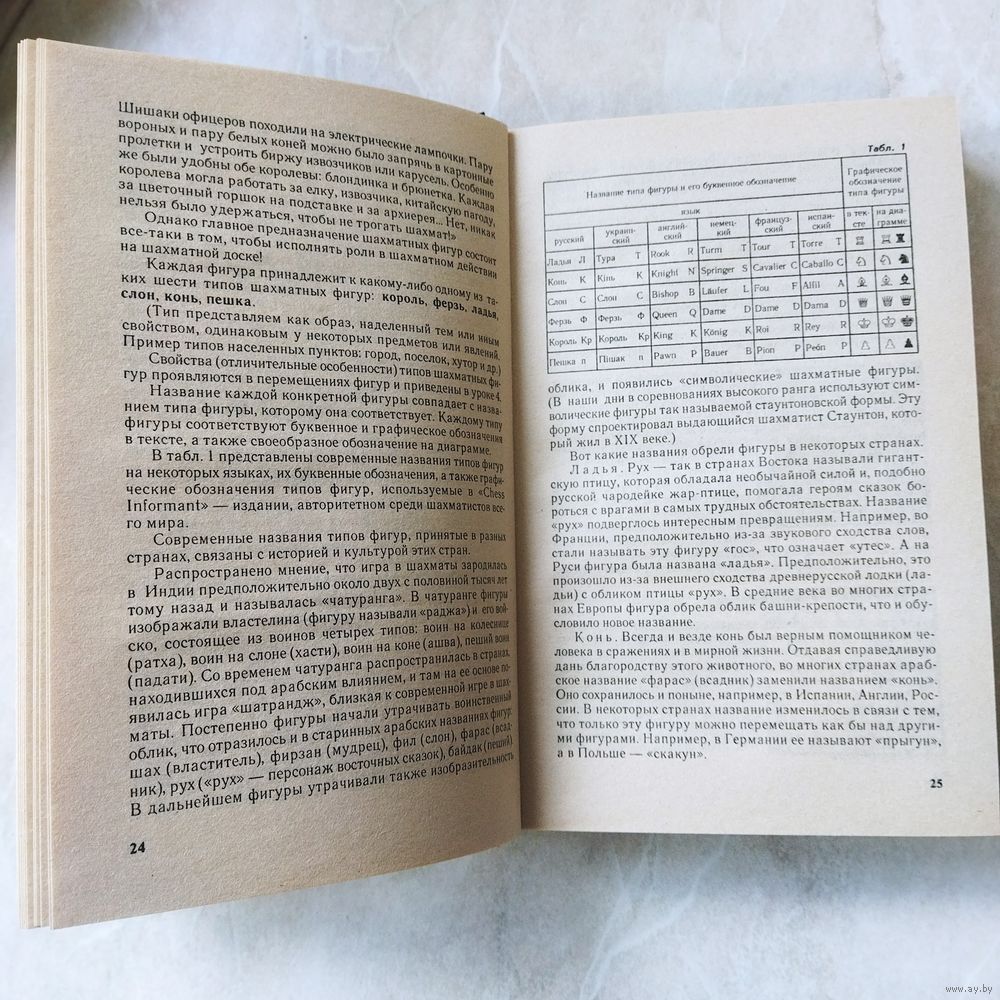 Шишаки офицеров походили на электрические лампочки. Пару
вороных и пару белых коней можно было запрячь в картонные
пролетки и устроить биржу извозчиков или карусель. Особенно
же были удобны обе королевы: блондинка и брюнетка. Каждая
королева могла работать за елку, извозчика, китайскую пагоду,
за цветочный горшок на подставке и за архиерея... Нет, никак
нельзя было удержаться, чтобы не трогать шахмат!»
Однако главное предназначение шахматных фигур состоит
все-таки в том, чтобы исполнять роли в шахматном действии
на шахматной доске!
Каждая фигура принадлежит к какому-либо одному из та-
ких шести типов шахматных фигур: король, ферзь, ладья,
слон, конь, пешка.
(Тип представляем как образ, наделенный тем или иным
свойством, одинаковым у некоторых предметов или явлений.
Пример типов населенных пунктов: город, поселок, хутор и др.)
Свойства (отличительные особенности) типов шахматных фи-
гур проявляются в перемещениях фигур и приведены в уроке 4.
Название каждой конкретной фигуры совпадает с назва-
нием типа фигуры, которому она соответствует. Каждому типу
фигуры соответствуют буквенное и графическое обозначения
в тексте, а также своеобразное обозначение на диаграмме.
В табл. 1 представлены современные названия типов фигур
на некоторых языках, их буквенные обозначения, а также графи-
ческие обозначения типов фигур, используемые в «Chess
Informant» — издании, авторитетном среди шахматистов все-
го мира.
Современные названия типов фигур, принятые в разных
странах, связаны с историей и культурой этих стран.
Распространено мнение, что игра в шахматы зародилась
в Индии предположительно около двух с половиной тысяч лет
тому назад и называлась «чатуранга». В чатуранге фигуры
изображали властелина (фигуру называли «раджа») и его вой-
ско, состоящее из воинов четырех типов: воин на колеснице
(ратха), воин на слоне (хасти), воин на коне (ашва), пеший воин
(падати). Со временем чатуранга распространилась в странах,
находившихся под арабским влиянием, и там на ее основе по-
явилась игра «шатрандж», близкая к современной игре в шах-
маты. Постепенно фигуры начали утрачивать воинственный
облик, что отразилось и в старинных арабских названиях фигур:
шах (властитель), фирзан (мудрец), фил (слон), фарас (всад-
ник), рух («рух» — персонаж восточных сказок), байдак (пеший).
В дальнейшем фигуры утрачивали также изобразительность
24
Табл. 1
Название типа фигуры и его буквенное обозначение
Графическое обозначение типа фигуры
язык
русский украин-ский англий-ский немец-кий француз-ский испан-ский в тек-сте на диа-грамме
Ладья Л Тура Т Rook R Turm T Tour T Torre T
Конь К Кінь К Knight N Springer S Cavalier C Caballo C
Слон С Слон С Bishop B Läufer L Fou F Alfil A
Ферзь Ф Ферзь Ф Queen Q Dame D Dame D Dama D
Король Кр Король Кр King K König K Roi R Rey R
Пешка п Пішак п Pawn P Bauer B Pion P Peón P
облика, и появились «символические» шахматные фигуры.
(В наши дни в соревнованиях высокого ранга используют сим-
волические фигуры так называемой стаунтоновской формы. Эту
форму спроектировал выдающийся шахматист Стаунтон, кото-
рый жил в XIX веке.)
Вот какие названия обрели фигуры в некоторых странах.
Ладья. Рух — так в странах Востока называли гигант-
скую птицу, которая обладала необычайной силой и, подобно
русской чародейке жар-птице, помогала героям сказок бо-
роться с врагами в самых трудных обстоятельствах. Название
«рух» подверглось интересным превращениям. Например, во
Франции, предположительно из-за звукового сходства слов,
стали называть эту фигуру «рос», что означает «утес». А на
Руси фигура была названа «ладья». Предположительно, это
произошло из-за внешнего сходства древнерусской лодки (ла-
дьи) с обликом птицы «рух». В средние века во многих стра-
нах Европы фигура обрела облик башни-крепости, что и обу-
словило новое название.
Конь. Всегда и везде конь был верным помощником че-
ловека в сражениях и в мирной жизни. Отдавая справедливую
дань благородству этого животного, во многих странах араб-
ское название «фарас» (всадник) заменили названием «конь».
Оно сохранилось и поныне, например, в Испании, Англии, Рос-
сии. В некоторых странах название изменилось в связи с тем,
что только эту фигуру можно перемещать как бы над други-
ми фигурами. Например, в Германии ее называют «прыгун»,
а в Польше — «скакун».
25
www.ay.by